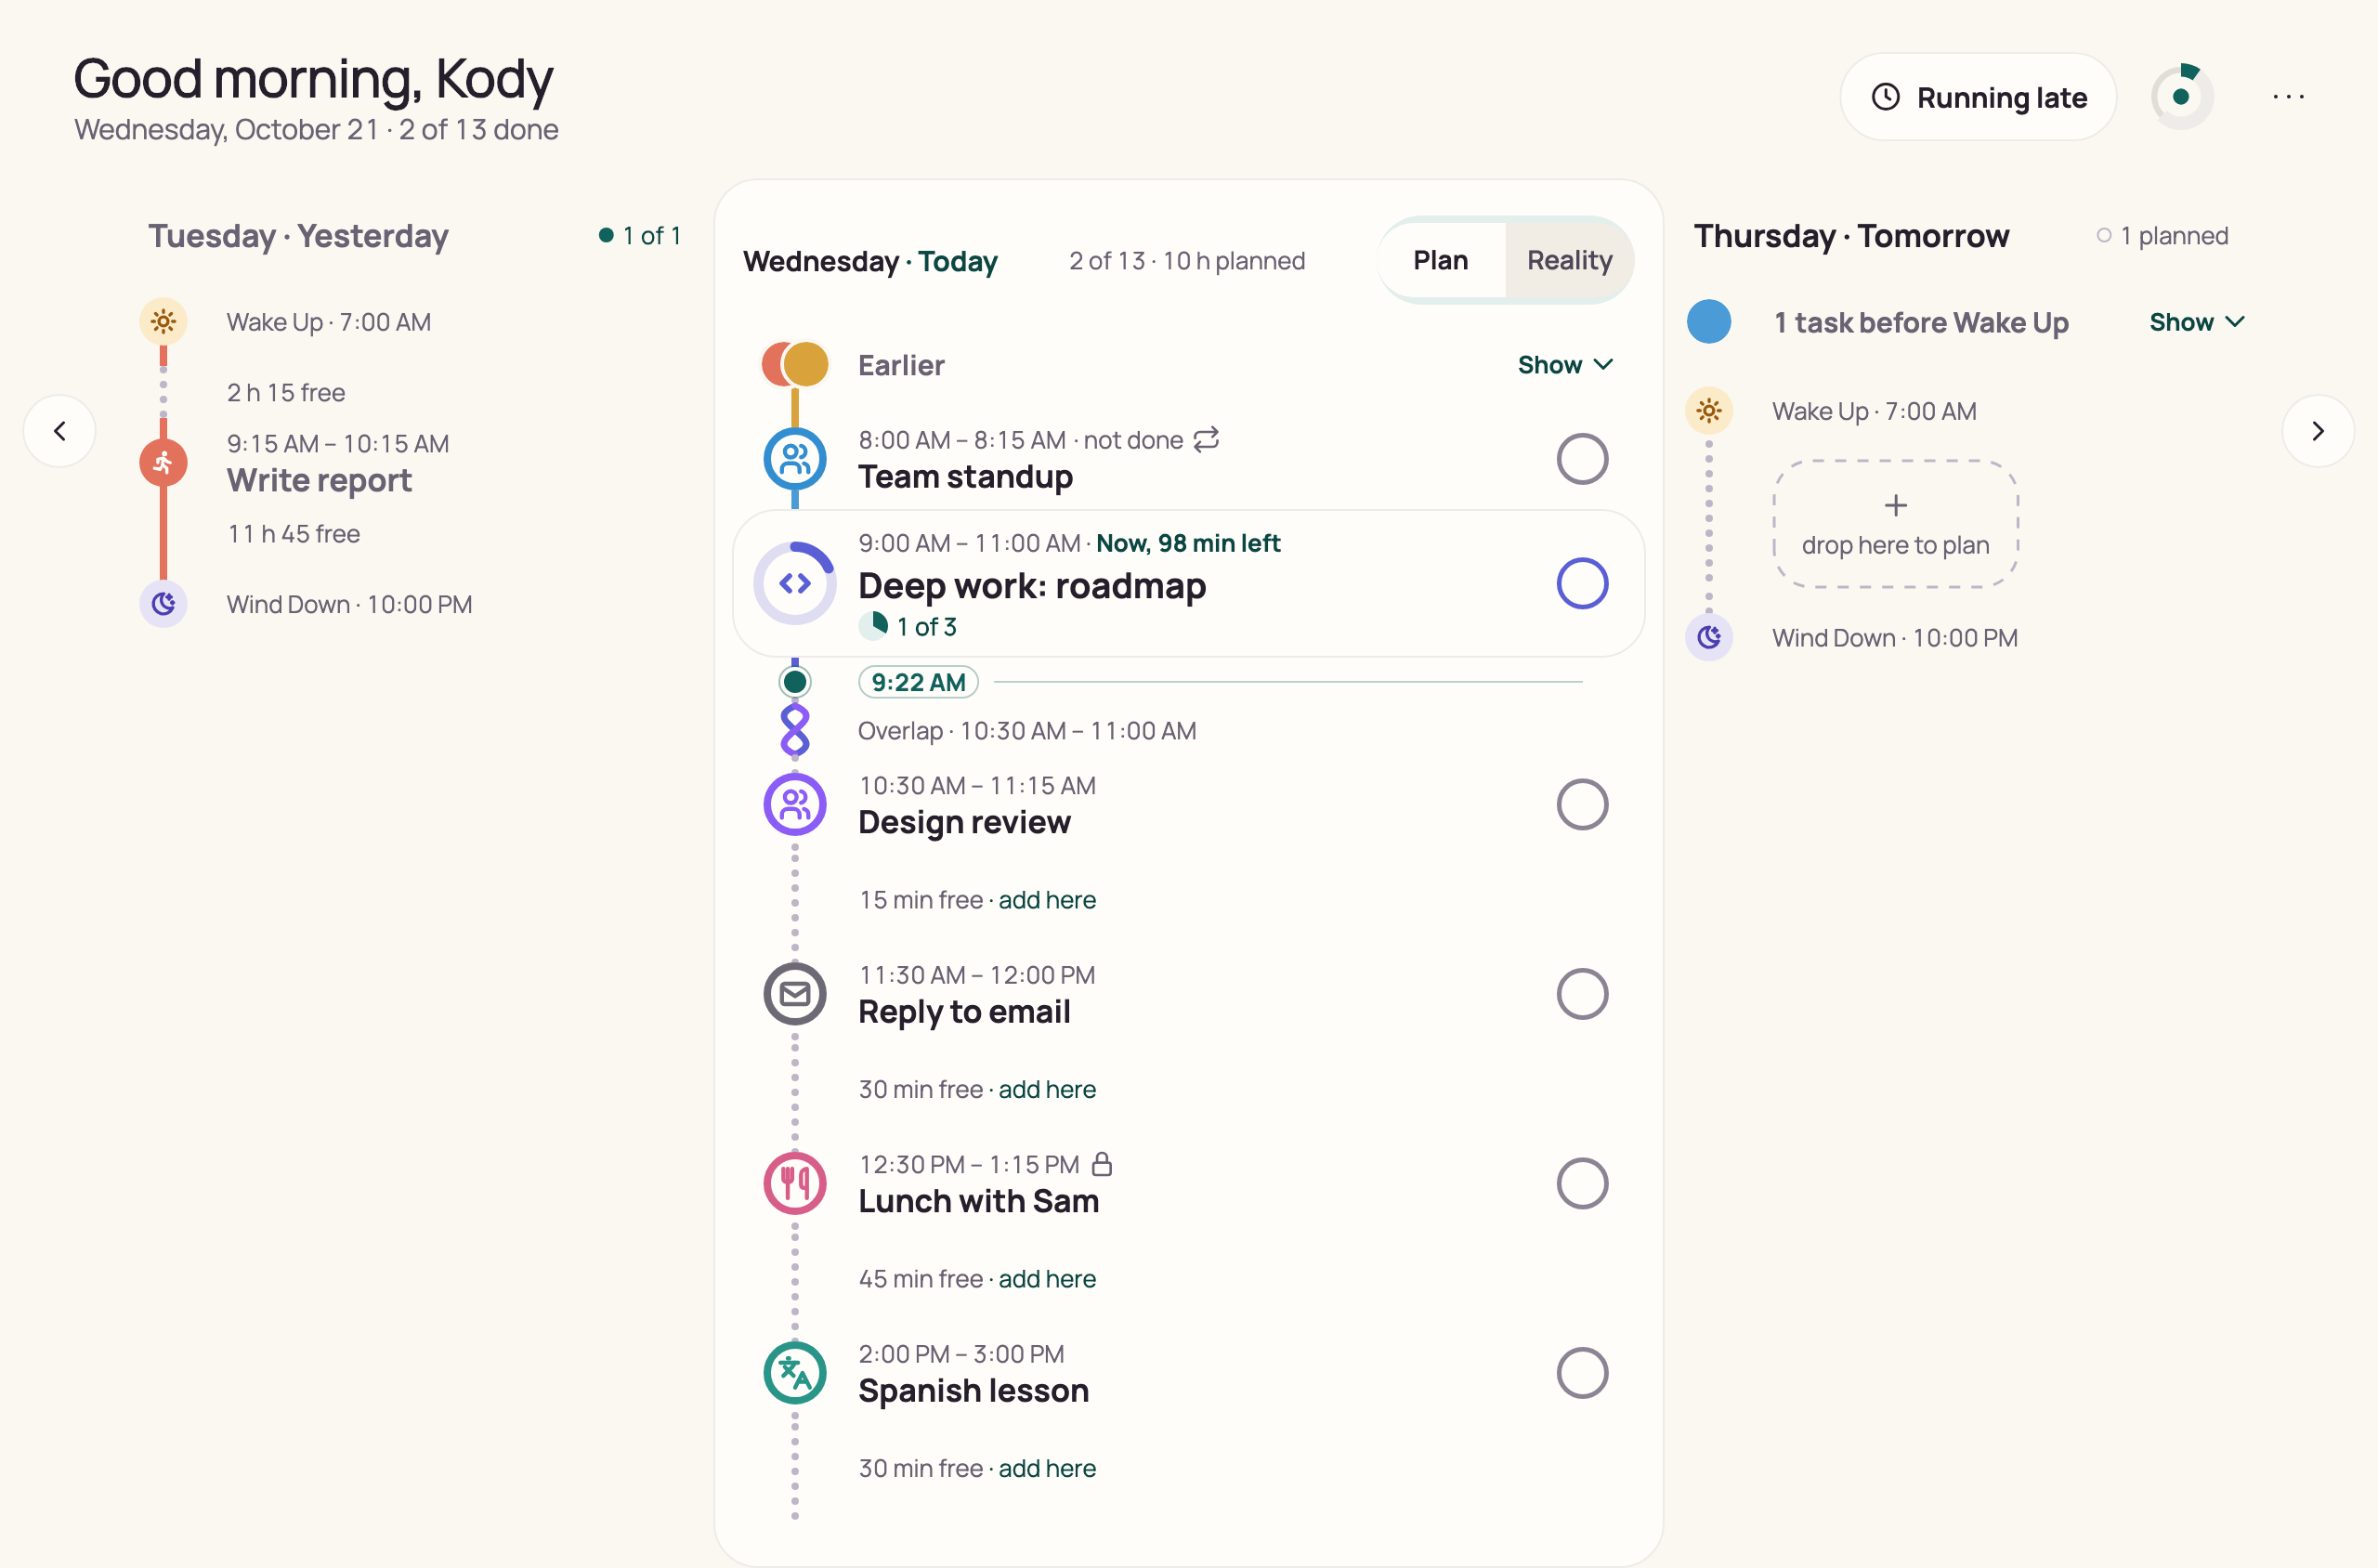 Good morning, Kody
Wednesday, October 21 · 2 of 13 done
Running late
Tuesday · Yesterday
1 of 1
Wake Up · 7:00 AM
2 h 15 free
9:15 AM – 10:15 AM
Write report
11 h 45 free
Wind Down · 10:00 PM
Wednesday · Today
2 of 13 · 10 h planned
Plan
Reality
Earlier
Show
8:00 AM – 8:15 AM · not done
Team standup
9:00 AM – 11:00 AM · Now, 98 min left
Deep work: roadmap
1 of 3
9:22 AM
Overlap · 10:30 AM – 11:00 AM
10:30 AM – 11:15 AM
Design review
15 min free · add here
11:30 AM – 12:00 PM
Reply to email
30 min free · add here
12:30 PM – 1:15 PM
Lunch with Sam
45 min free · add here
2:00 PM – 3:00 PM
Spanish lesson
30 min free · add here
Thursday · Tomorrow
1 planned
1 task before Wake Up
Show
Wake Up · 7:00 AM
drop here to plan
Wind Down · 10:00 PM